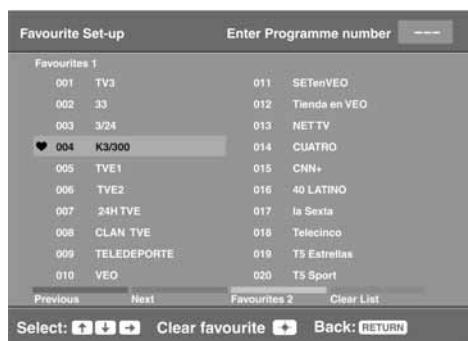 Favourite Set-up Enter Programme number ---
Favourites 1
001 TV3
002 33
003 3/24
004 K3/300
005 TVE1
006 TVE2
007 24H TVE
008 CLAN TVE
009 TELEDEPORTE
010 VEO
011 SETenVEO
012 Tienda en VEO
013 NET TV
014 CUATRO
015 CNN+
016 40 LATINO
017 la Sexta
018 Telecinco
019 T5 Estrellas
020 T5 Sport
Previous Next Favourites 2 Clear List
Select: ↑ ↓ → Clear favourite Back: RETURN